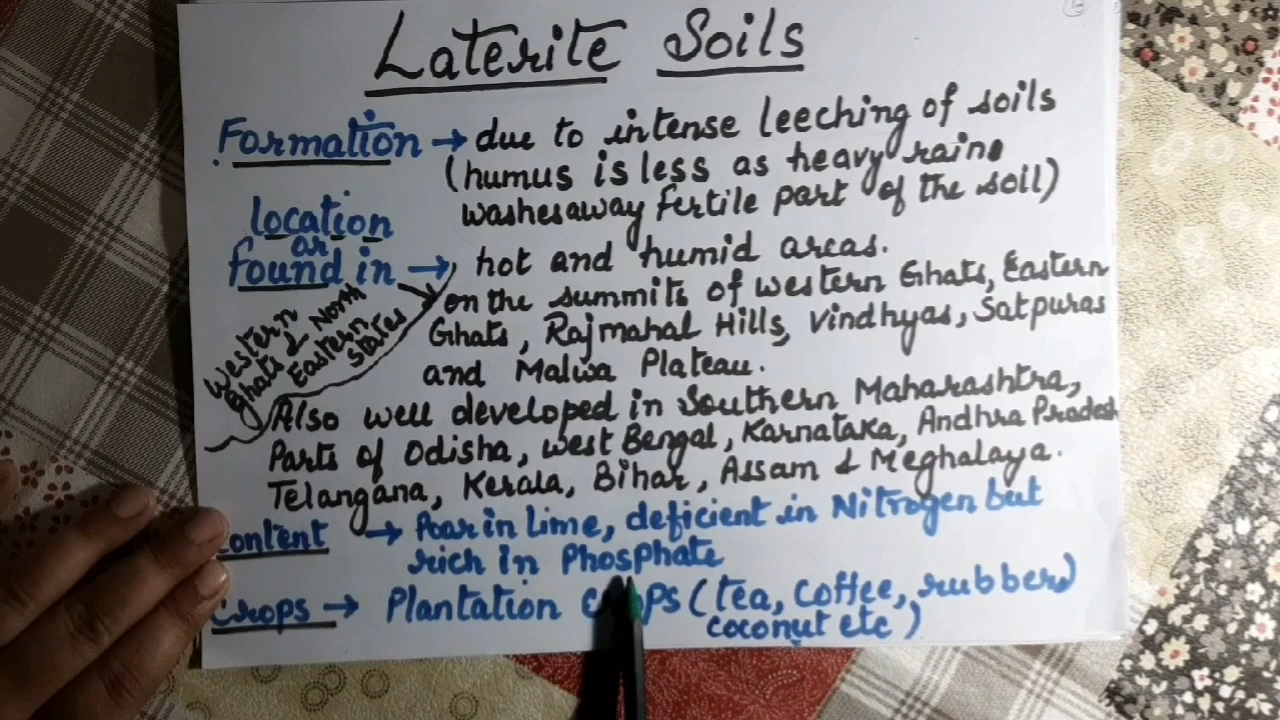 Laterite Soils
Formation → due to intense leeching of soils
(humus is less as heavy rain
washesaway fertile part of the soil)
location
or
found in → hot and humid areas.
Western
Ghats & North
Eastern
States
on the summits of western Ghats, Eastern
Ghats, Rajmahal Hills, Vindhyas, Satpuras
and Malwa Plateau.
Also well developed in Southern Maharashtra,
Parts of Odisha, West Bengal, Karnataka, Andhra Pradesh
Telangana, Kerala, Bihar, Assam & Meghalaya.
content → Poor in Lime, deficient in Nitrogen but
rich in Phosphate
Crops → Plantation crops (tea, coffee, rubber,
coconut etc)